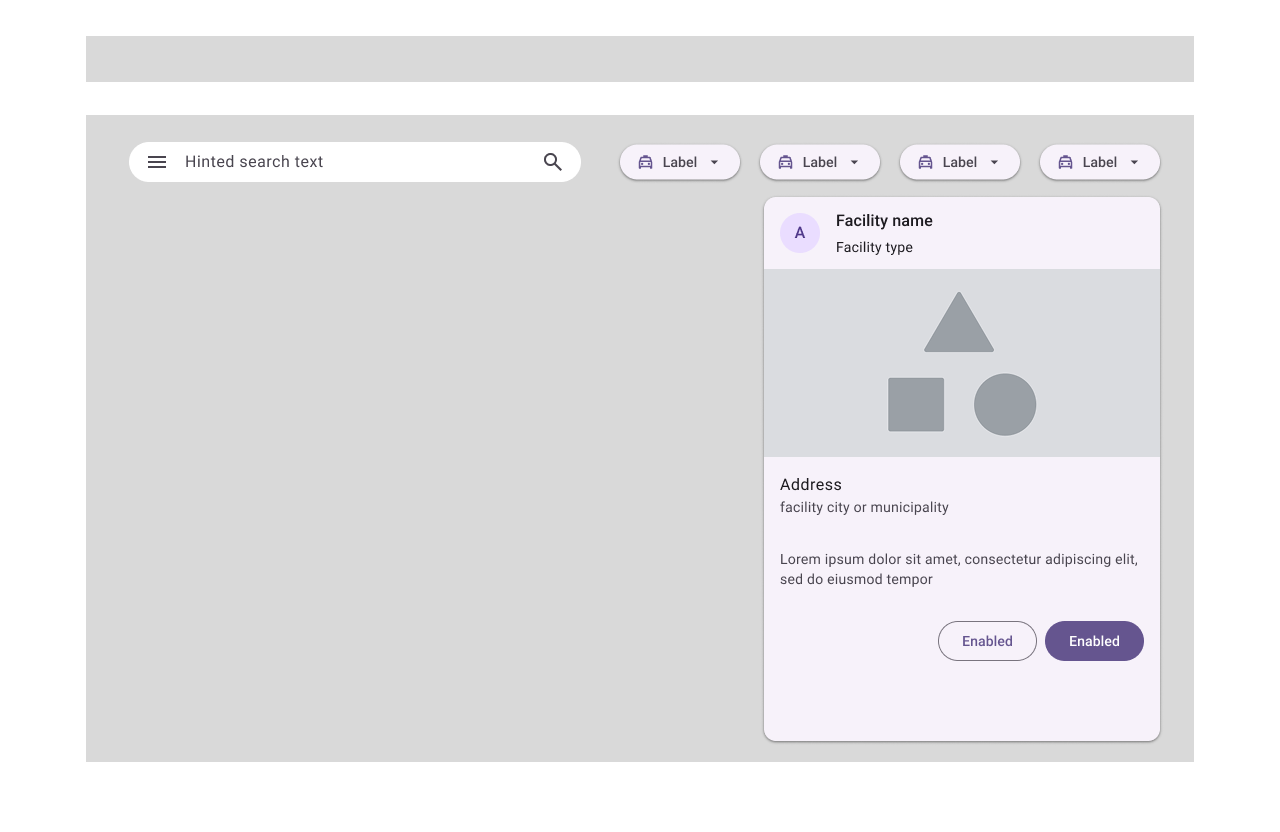 Hinted search text
Label
Label
Label
Label
A
Facility name
Facility type
Address
facility city or municipality
Lorem ipsum dolor sit amet, consectetur adipiscing elit,
sed do eiusmod tempor
Enabled
Enabled